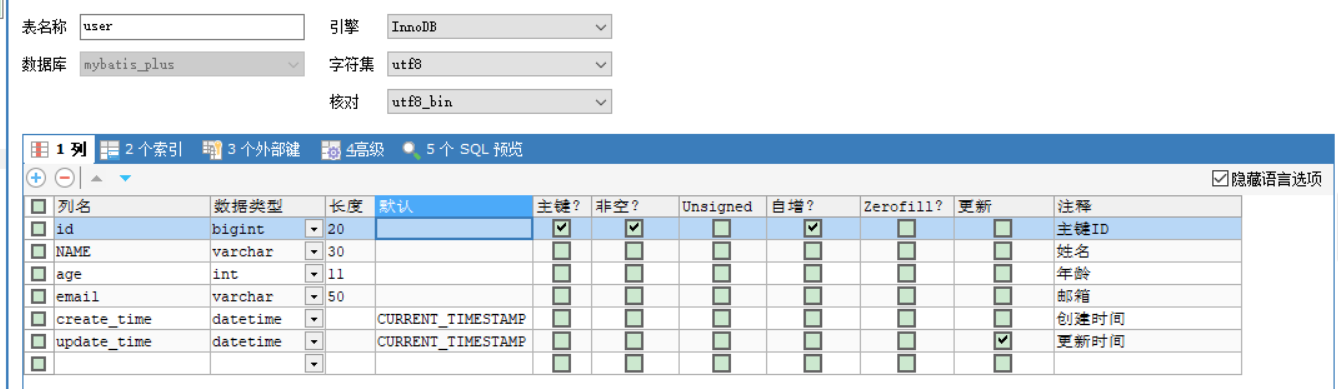 表名称 user 引擎 InnoDB
数据库 mybatis_plus 字符集 utf8
核对 utf8_bin
1 列 2 个索引 3 个外部键 4高级 5 个 SQL 预览
隐藏语言选项
列名 数据类型 长度 默认 主键? 非空? Unsigned 自增? Zerofill? 更新 注释
id bigint 20 主键ID
NAME varchar 30 姓名
age int 11 年龄
email varchar 50 邮箱
create_time datetime CURRENT_TIMESTAMP 创建时间
update_time datetime CURRENT_TIMESTAMP 更新时间